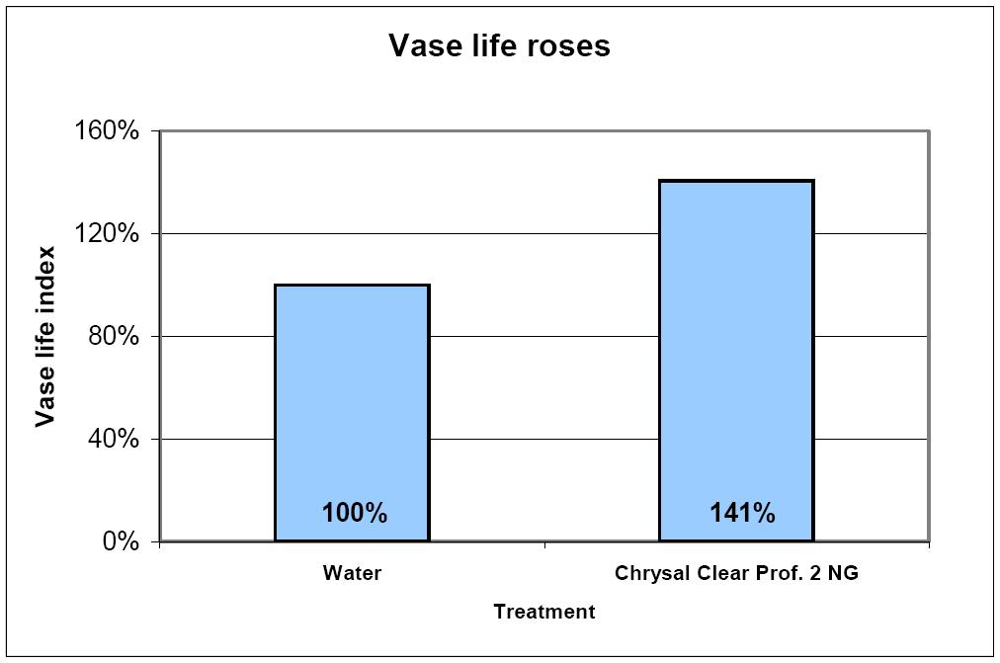 Vase life roses
160%
120%
80%
40%
0%
Vase life index
100%
141%
Water
Chrysal Clear Prof. 2 NG
Treatment